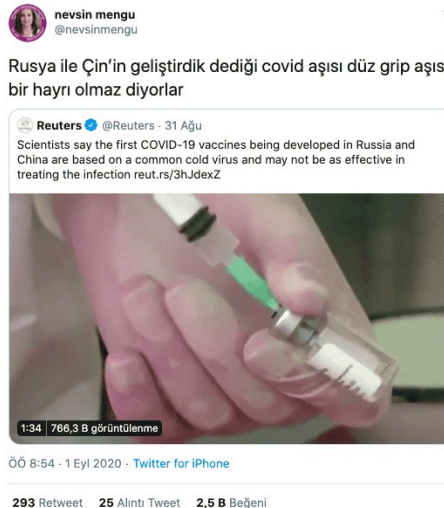 nevsin mengu
@nevsinmengu
Rusya ile Çin'in geliştirdik dediği covid aşısı düz grip aşıs
bir hayrı olmaz diyorlar
Reuters @Reuters · 31 Ağu
Scientists say the first COVID-19 vaccines being developed in Russia and
China are based on a common cold virus and may not be as effective in
treating the infection reut.rs/3hJdexZ
1:34 766,3 B görüntülenme
ÖÖ 8:54 · 1 Eyl 2020 · Twitter for iPhone
293 Retweet 25 Alıntı Tweet 2,5 B Beğeni